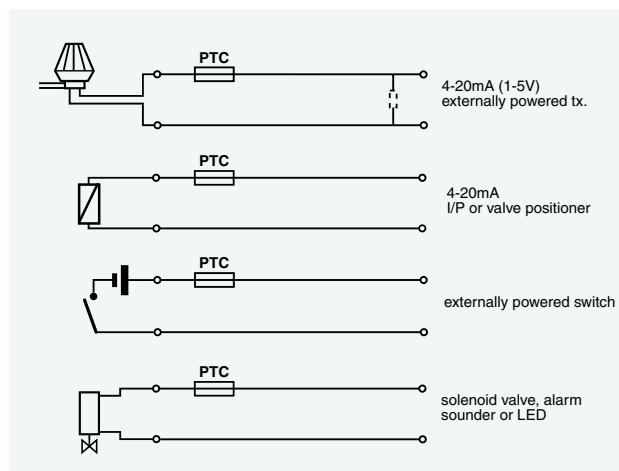 PTC
4-20mA (1-5V)
externally powered tx.
PTC
4-20mA
I/P or valve positioner
PTC
externally powered switch
PTC
solenoid valve, alarm
sounder or LED